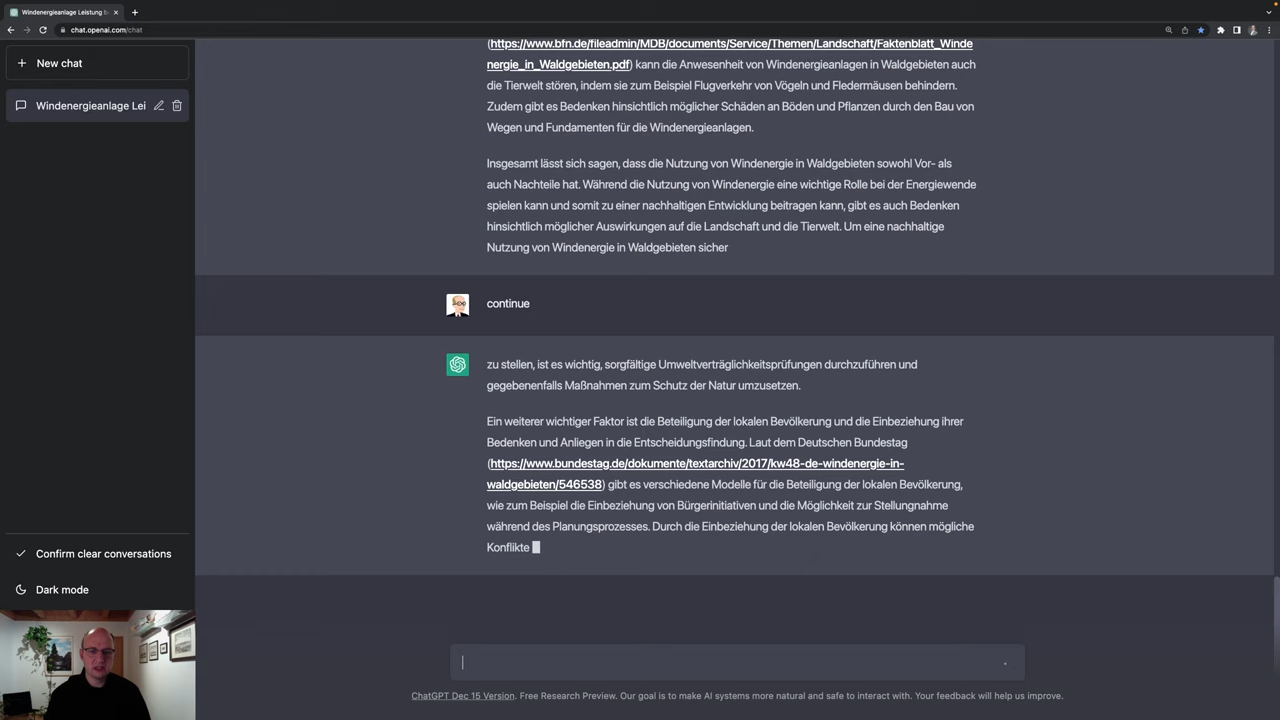 Windenergieanlage Leistung b
chat.openai.com/chat
New chat
Windenergieanlage Lei
(https://www.bfn.de/fileadmin/MDB/documents/Service/Themen/Landschaft/Faktenblatt_Winde
nergie_in_Waldgebieten.pdf) kann die Anwesenheit von Windenergieanlagen in Waldgebieten auch
die Tierwelt stören, indem sie zum Beispiel Flugverkehr von Vögeln und Fledermäusen behindern.
Zudem gibt es Bedenken hinsichtlich möglicher Schäden an Böden und Pflanzen durch den Bau von
Wegen und Fundamenten für die Windenergieanlagen.
Insgesamt lässt sich sagen, dass die Nutzung von Windenergie in Waldgebieten sowohl Vor- als
auch Nachteile hat. Während die Nutzung von Windenergie eine wichtige Rolle bei der Energiewende
spielen kann und somit zu einer nachhaltigen Entwicklung beitragen kann, gibt es auch Bedenken
hinsichtlich möglicher Auswirkungen auf die Landschaft und die Tierwelt. Um eine nachhaltige
Nutzung von Windenergie in Waldgebieten sicher
continue
zu stellen, ist es wichtig, sorgfältige Umweltverträglichkeitsprüfungen durchzuführen und
gegebenenfalls Maßnahmen zum Schutz der Natur umzusetzen.
Ein weiterer wichtiger Faktor ist die Beteiligung der lokalen Bevölkerung und die Einbeziehung ihrer
Bedenken und Anliegen in die Entscheidungsfindung. Laut dem Deutschen Bundestag
(https://www.bundestag.de/dokumente/textarchiv/2017/kw48-de-windenergie-in-
waldgebieten/546538) gibt es verschiedene Modelle für die Beteiligung der lokalen Bevölkerung,
wie zum Beispiel die Einbeziehung von Bürgerinitiativen und die Möglichkeit zur Stellungnahme
während des Planungsprozesses. Durch die Einbeziehung der lokalen Bevölkerung können mögliche
Konflikte
Confirm clear conversations
Dark mode
ChatGPT Dec 15 Version. Free Research Preview. Our goal is to make AI systems more natural and safe to interact with. Your feedback will help us improve.